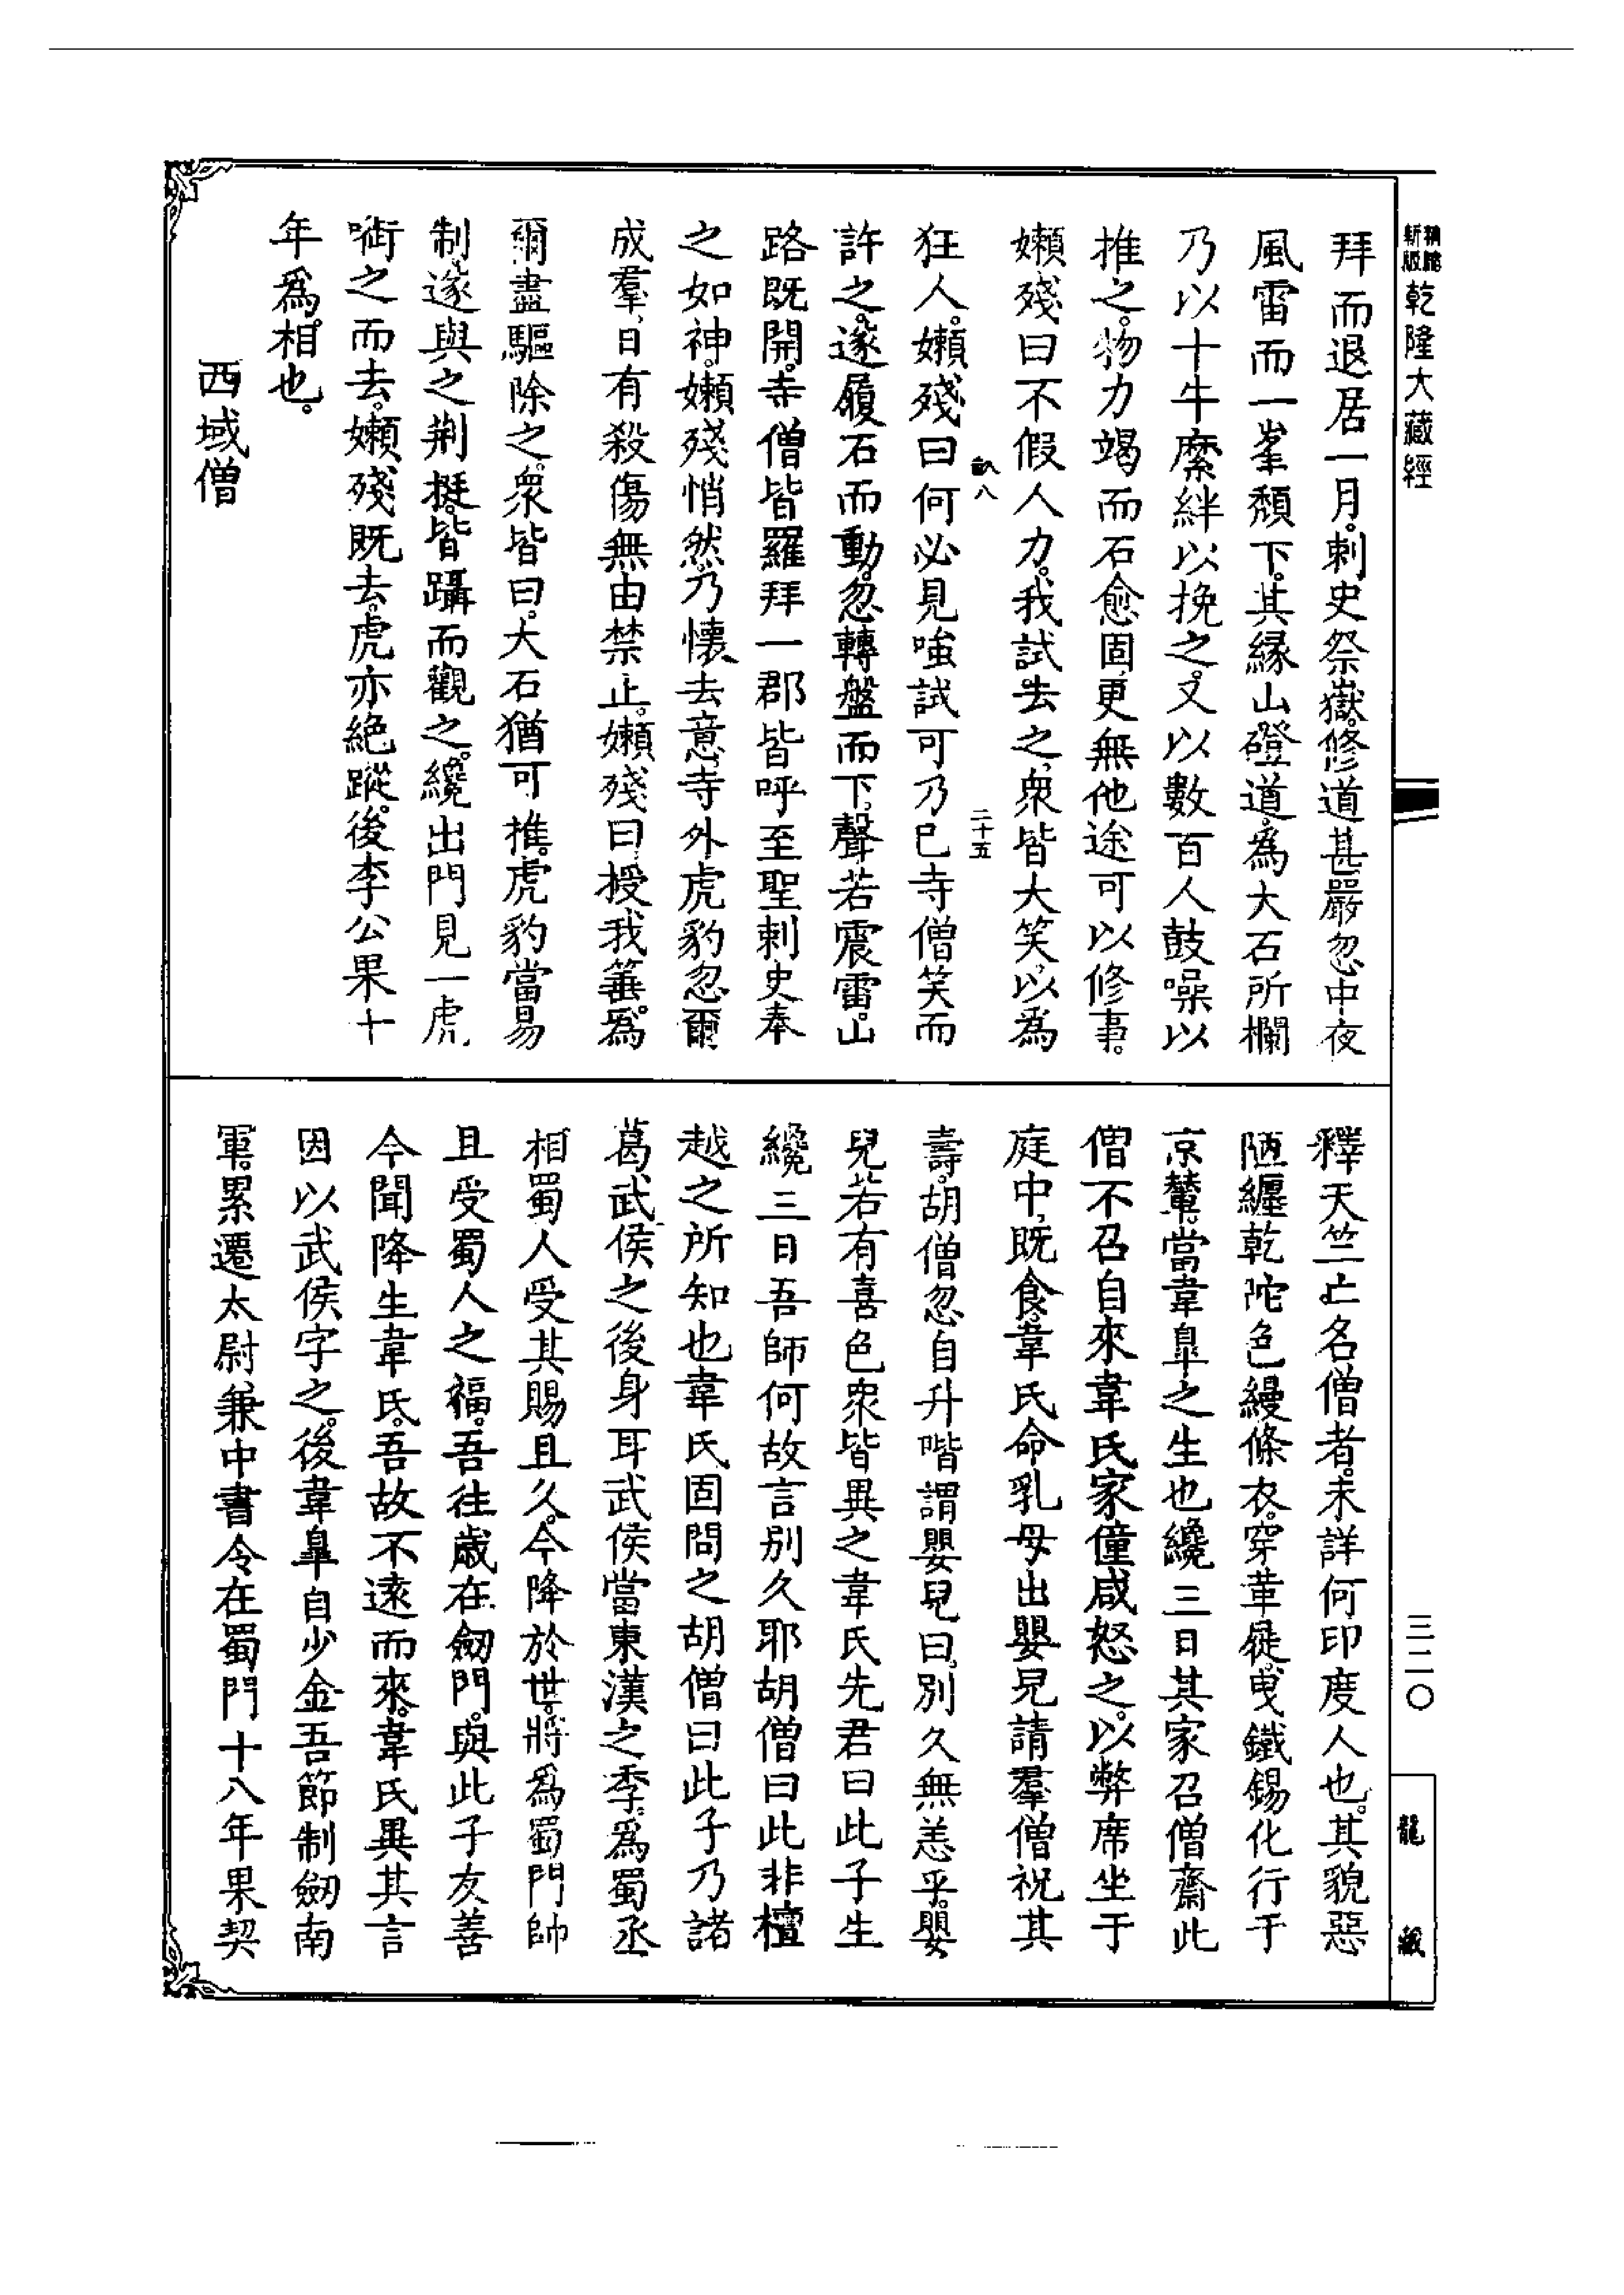 新版
精縮
乾隆大藏經
三二〇
龍藏
拜而退居一月。刺史祭嶽。修道甚嚴忽中夜
風雷而一峯頹下。其緣山磴道。為大石所欄
乃以十牛縻絆以挽之。又以數百人鼓噪以
推之。物力竭而石愈固更無他途可以修事。
嬾殘曰不假人力。我試去之衆皆大笑以為
畝八
二十五
狂人。嬾殘曰何必見嗤試可乃已寺僧笑而
許之。遂履石而動。忽轉盤而下聲若震雷。山
路既開。寺僧皆羅拜一郡皆呼至聖刺史奉
之如神。嬾殘悄然。乃懷去意寺外虎豹忽爾
成羣日有殺傷無由禁止。嬾殘曰授我箠。為
爾盡驅除之。衆皆曰。大石猶可推。虎豹當易
制。遂與之荆挺。皆躡而觀之。纔出門見一虎
啣之而去。嬾殘既去。虎亦絶蹤。後李公果十
年為相也。
西域僧
釋天竺亡名僧者。未詳何印度人也。其貌惡
陋纏乾陀色縵條衣。穿革屣。曳鐵錫化行于
京輦。當韋臯之生也纔三日其家召僧齋此
僧不召自來韋氏家僮咸怒之。以弊席坐于
庭中既食。韋氏命乳母出嬰兒請羣僧祝其
壽。胡僧忽自升階謂嬰兒曰。別久無恙乎。嬰
兒若有喜色衆皆異之韋氏先君曰此子生
纔三日吾師何故言別久耶胡僧曰此非檀
越之所知也韋氏固問之胡僧曰此子乃諸
葛武侯之後身耳武侯當東漢之季。為蜀丞
相蜀人受其賜且久。今降於世。將為蜀門帥
且受蜀人之福。吾往歲在劒門。與此子友善
今聞降生韋氏。吾故不遠而來。韋氏異其言
因以武侯字之。後韋臯自少金吾節制劒南
軍。累遷太尉兼中書令在蜀門十八年果契